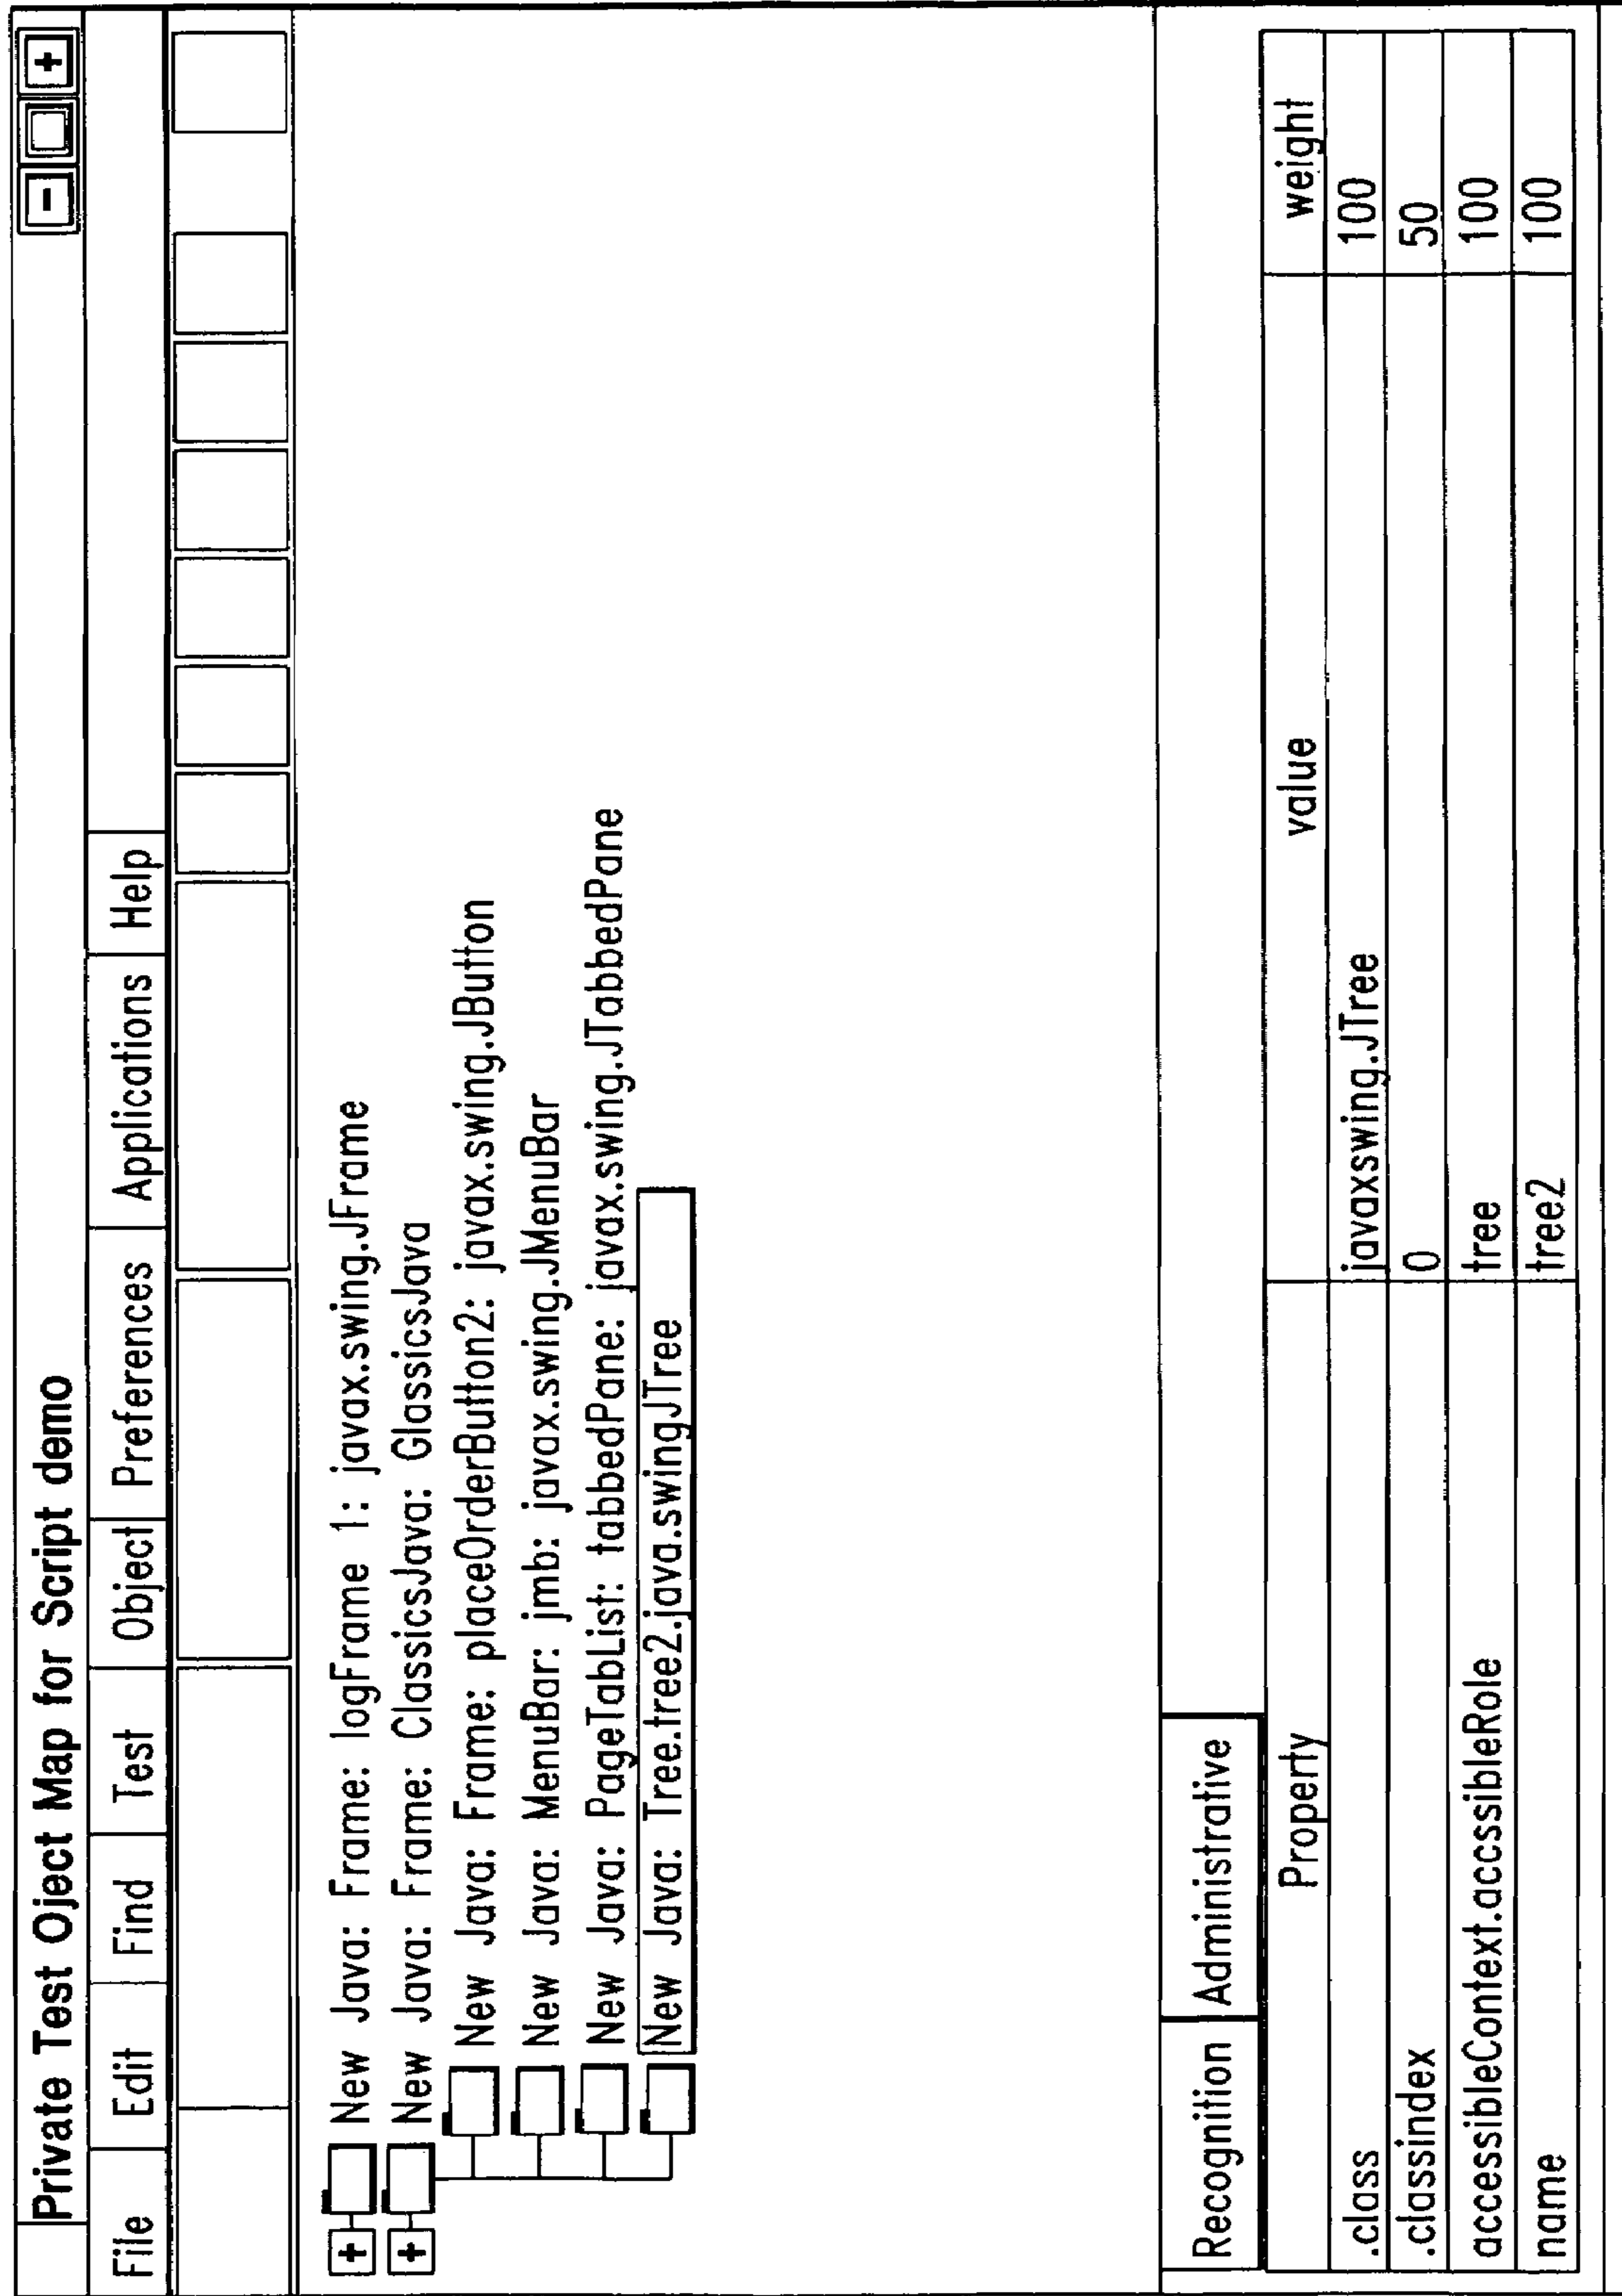 Private Test Oject Map for Script demo
File Edit Find Test Object Preferences Applications Help
New Java: Frame: logFrame 1: javax.swing.JFrame
New Java: Frame: ClassicsJava: GlassicsJava
New Java: Frame: placeOrderButton2: javax.swing.JButton
New Java: MenuBar: jmb: javax.swing.JMenuBar
New Java: PageTabList: tabbedPane: javax.swing.JTabbedPane
New Java: Tree.tree2.java.swingJTree
Recognition Administrative
Property value weight
.class javaxswing.JTree 100
.classindex 0 50
accessibleContext.accssibleRole tree 100
name tree2 100